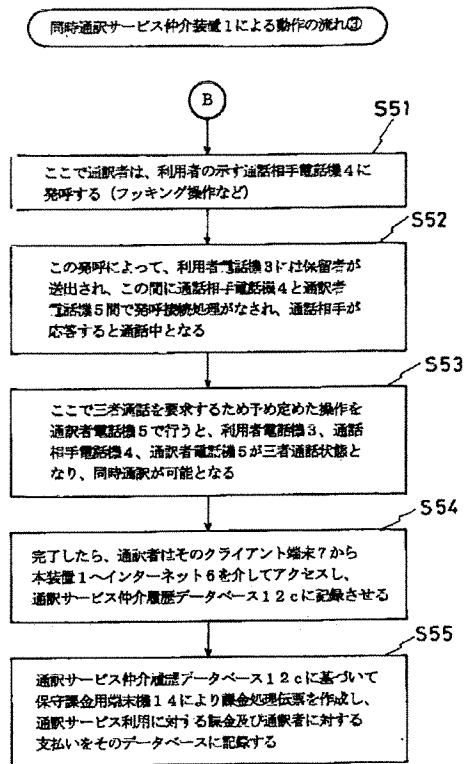 同時通訳サービス仲介装置1による動作の流れ③
B
S51
ここで通訳者は、利用者の示す通話相手電話機4に
発呼する（フッキング操作など）
S52
この発呼によって、利用者電話機3には保留者が
送出され、この間に通話相手電話機4と通訳者
電話機5間で発呼接続処理がなされ、通話相手が
応答すると通話中となる
S53
ここで三者通話を要求するため予め定めた操作を
通訳者電話機5で行うと、利用者電話機3、通話
相手電話機4、通訳者電話機5が三者通話状態と
なり、同時通訳が可能となる
S54
完了したら、通訳者はそのクライアント端末7から
本装置1へインターネット6を介してアクセスし、
通訳サービス仲介履歴データベース12cに記録させる
S55
通訳サービス仲介履歴データベース12cに基づいて
保守課金用端末機14により課金処理伝票を作成し、
通訳サービス利用に対する課金及び通訳者に対する
支払いをそのデータベースに記録する